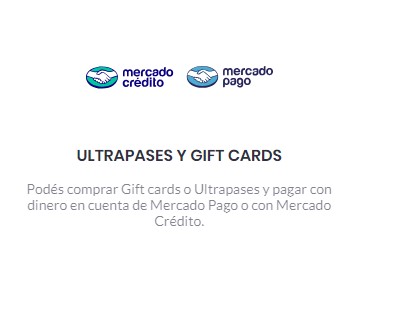 mercado crédito
mercado pago
ULTRAPASES Y GIFT CARDS
Podés comprar Gift cards o Ultrapases y pagar con
dinero en cuenta de Mercado Pago o con Mercado
Crédito.